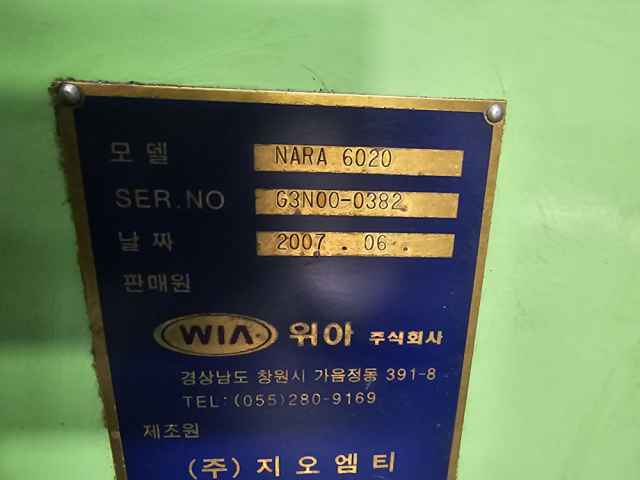 모델 NARA 6020
SER.NO G3N00-0382
날짜 2007.06.
판매원
WIA 위아 주식회사
경상남도 창원시 가음정동 391-8
TEL:(055)280-9169
제조원
(주)지오엠티